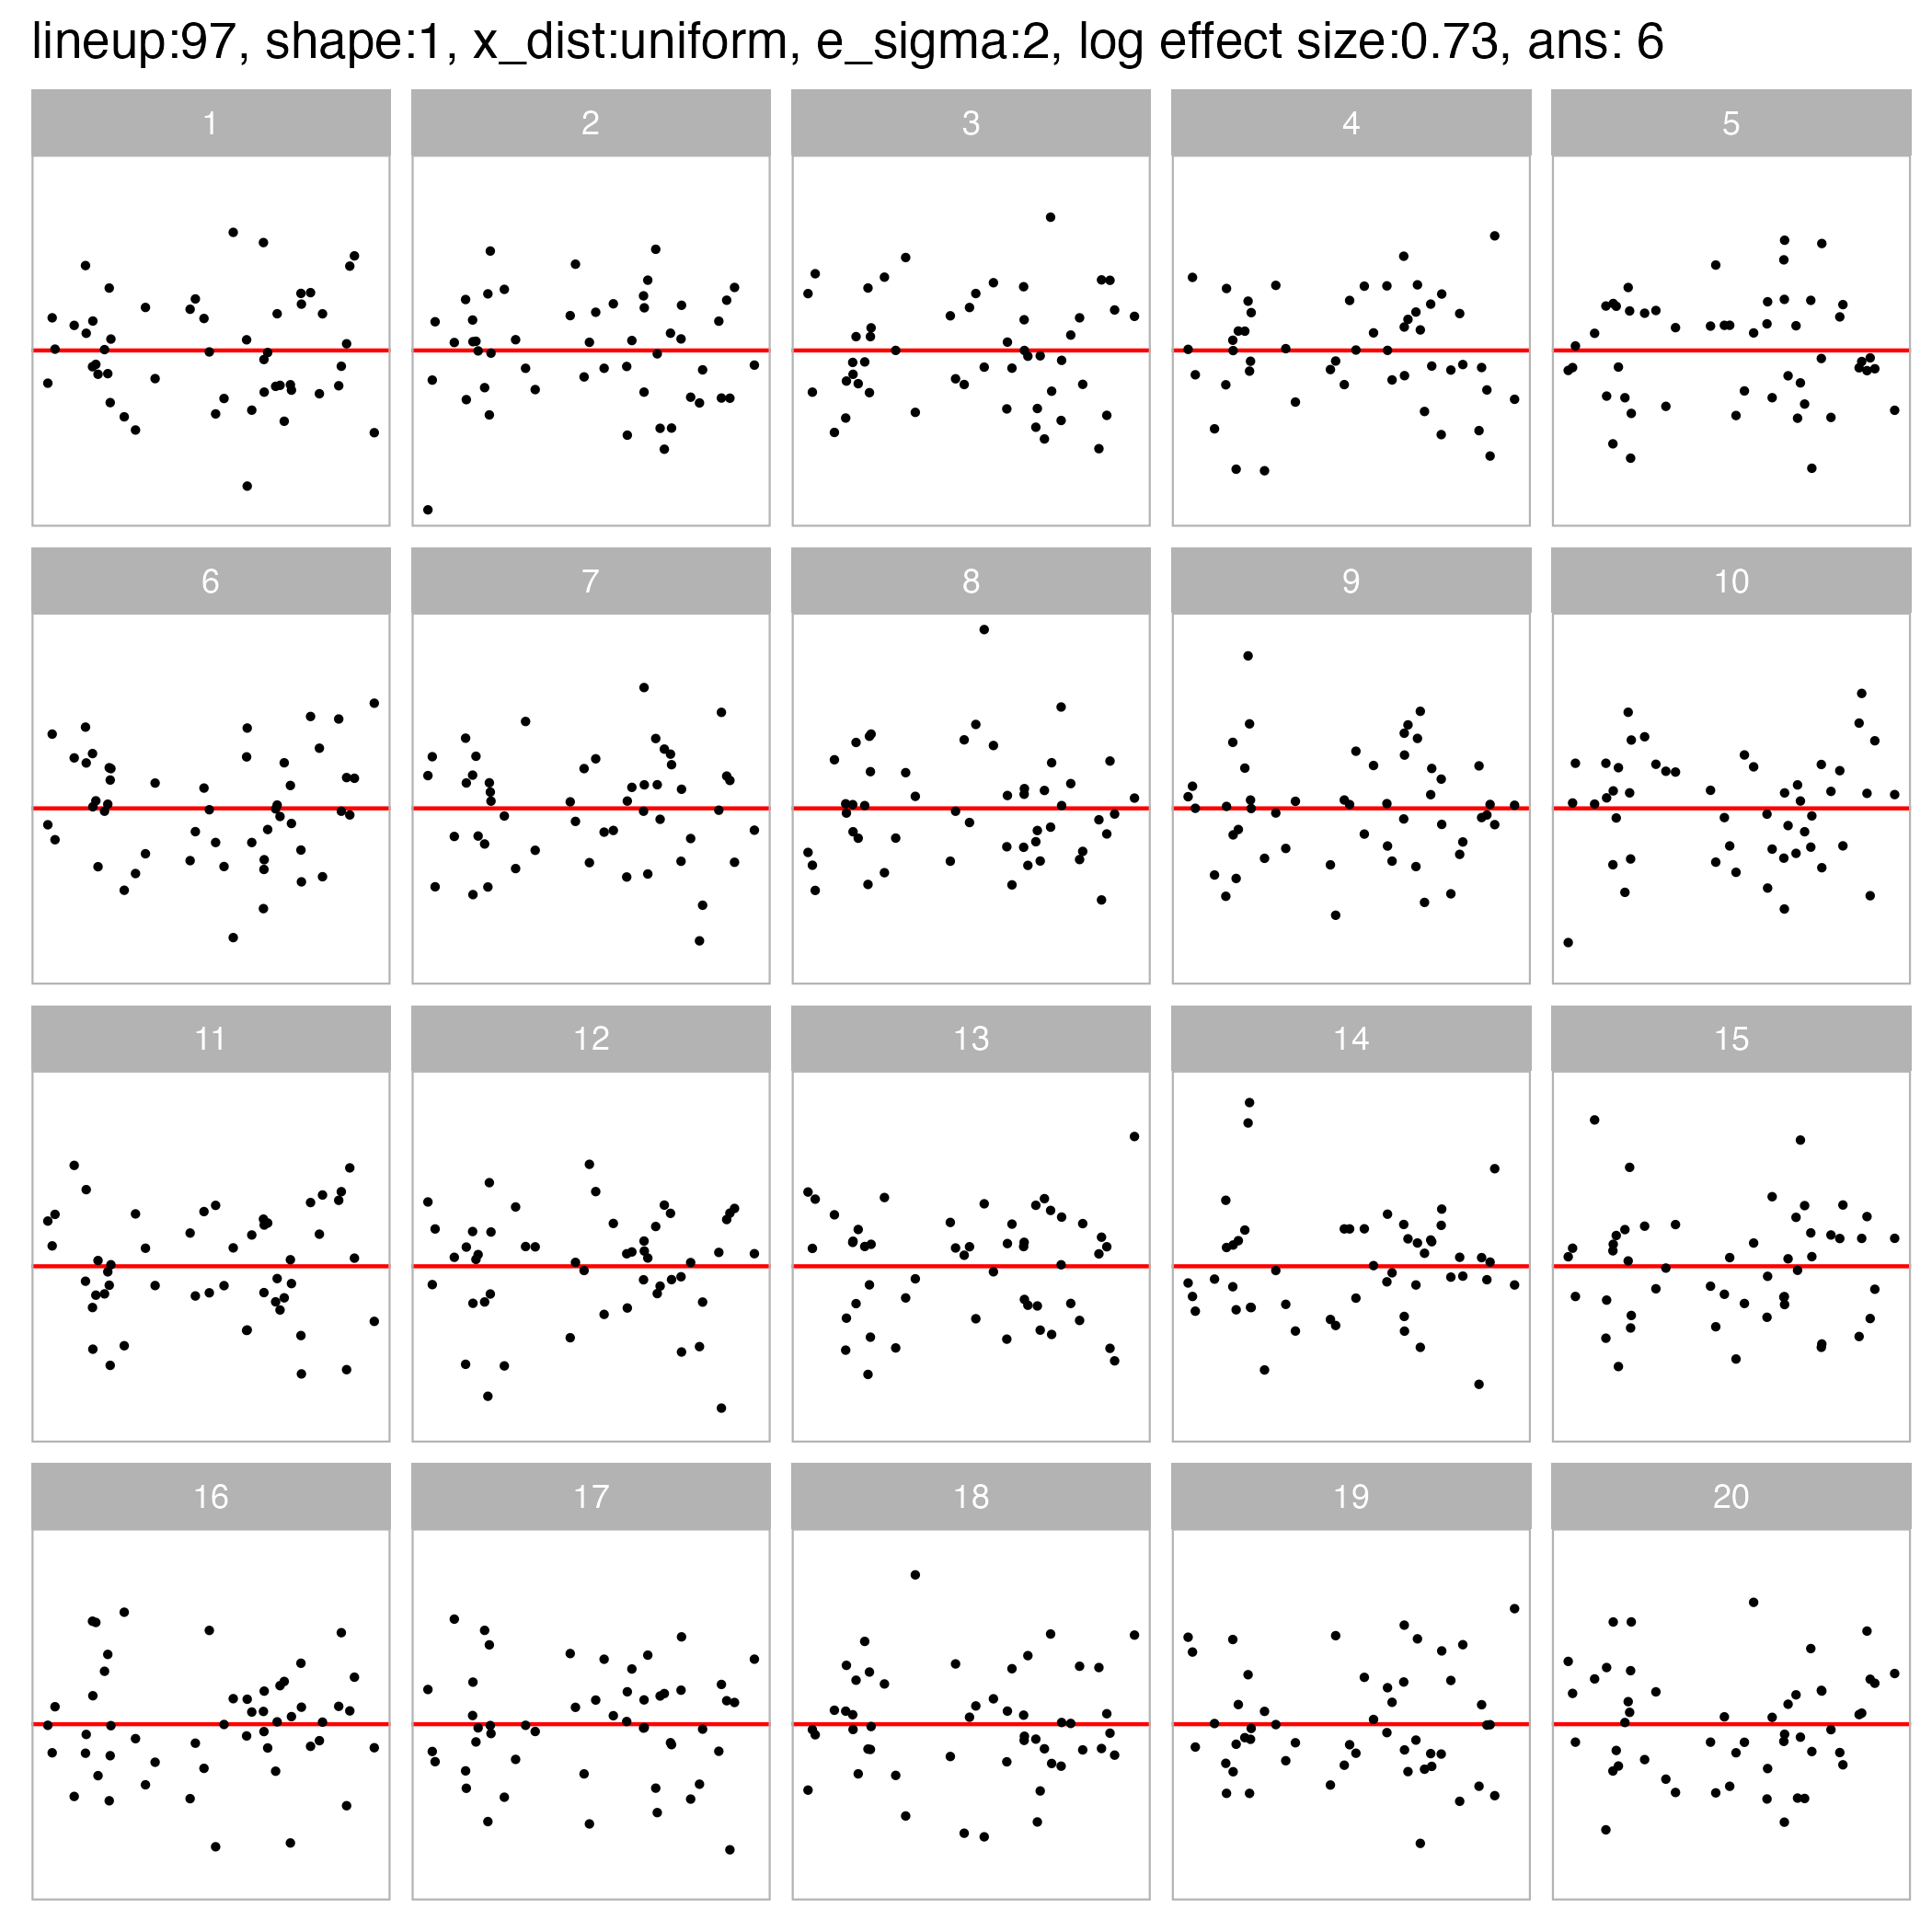 lineup:97, shape:1, x_dist:uniform, e_sigma:2, log effect size:0.73, ans: 6
1 2 3 4 5
6 7 8 9 10
11 12 13 14 15
16 17 18 19 20